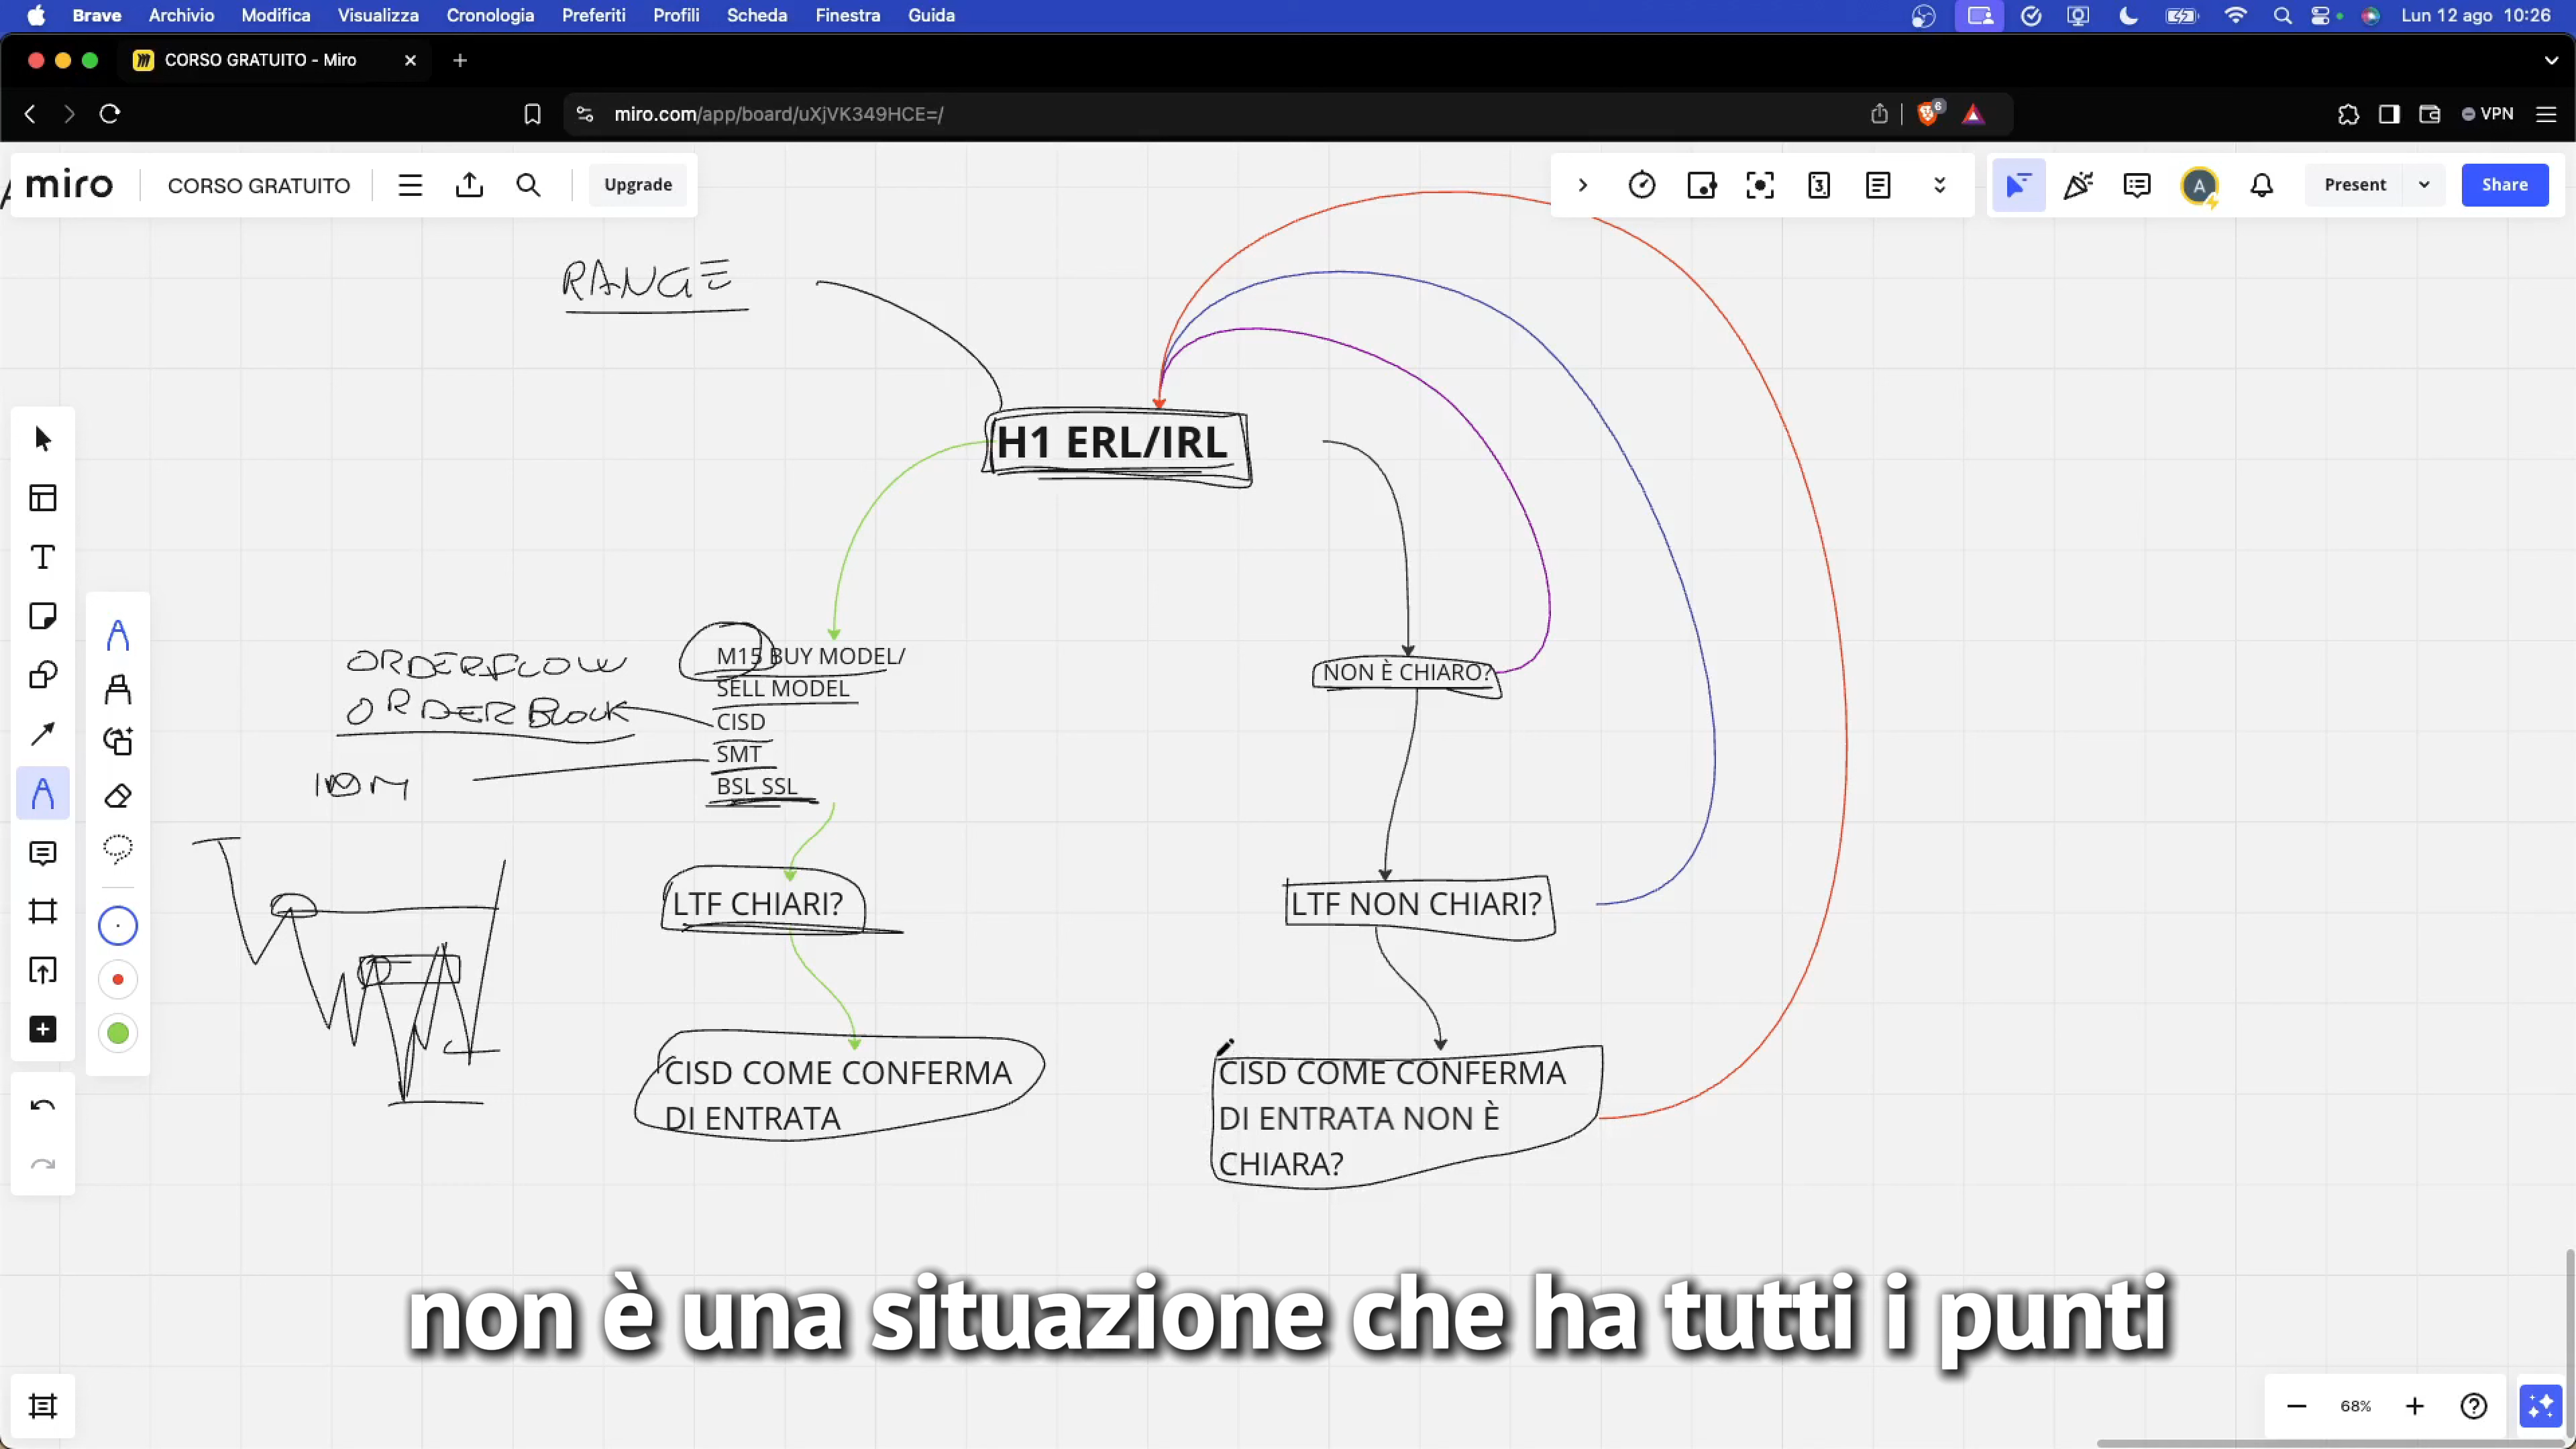 Brave Archivio Modifica Visualizza Cronologia Preferiti Profili Scheda Finestra Guida Lun 12 ago 10:26
CORSO GRATUITO - Miro
miro.com/app/board/uXjVK349HCE=/ 6 VPN
miro CORSO GRATUITO Upgrade 3 A Present Share
RANGE
H1 ERL/IRL
ORDERFLOW
ORDERBLOCK
M15 BUY MODEL/
SELL MODEL
CISD
SMT
BSL SSL
NON È CHIARO?
LTF CHIARI?
LTF NON CHIARI?
CISD COME CONFERMA
DI ENTRATA
CISD COME CONFERMA
DI ENTRATA NON È
CHIARA?
non è una situazione che ha tutti i punti
68%